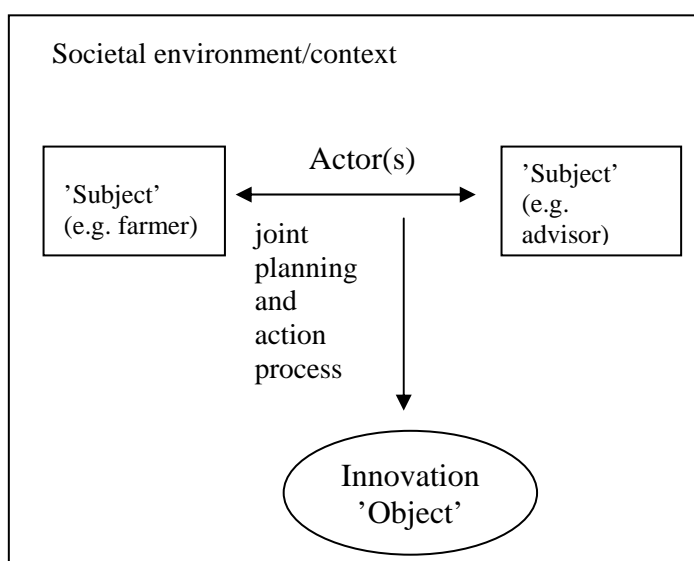 Societal environment/context
Actor(s)
’Subject’
(e.g. farmer)
’Subject’
(e.g.
advisor)
joint
planning
and
action
process
Innovation
’Object’